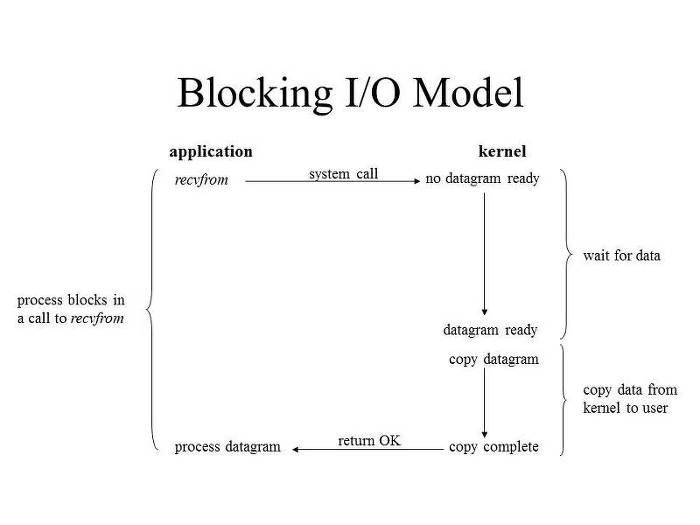 Blocking I/O Model
application
kernel
recvfrom
system call
no datagram ready
wait for data
process blocks in
a call to recvfrom
datagram ready
copy datagram
copy data from
kernel to user
process datagram
return OK
copy complete